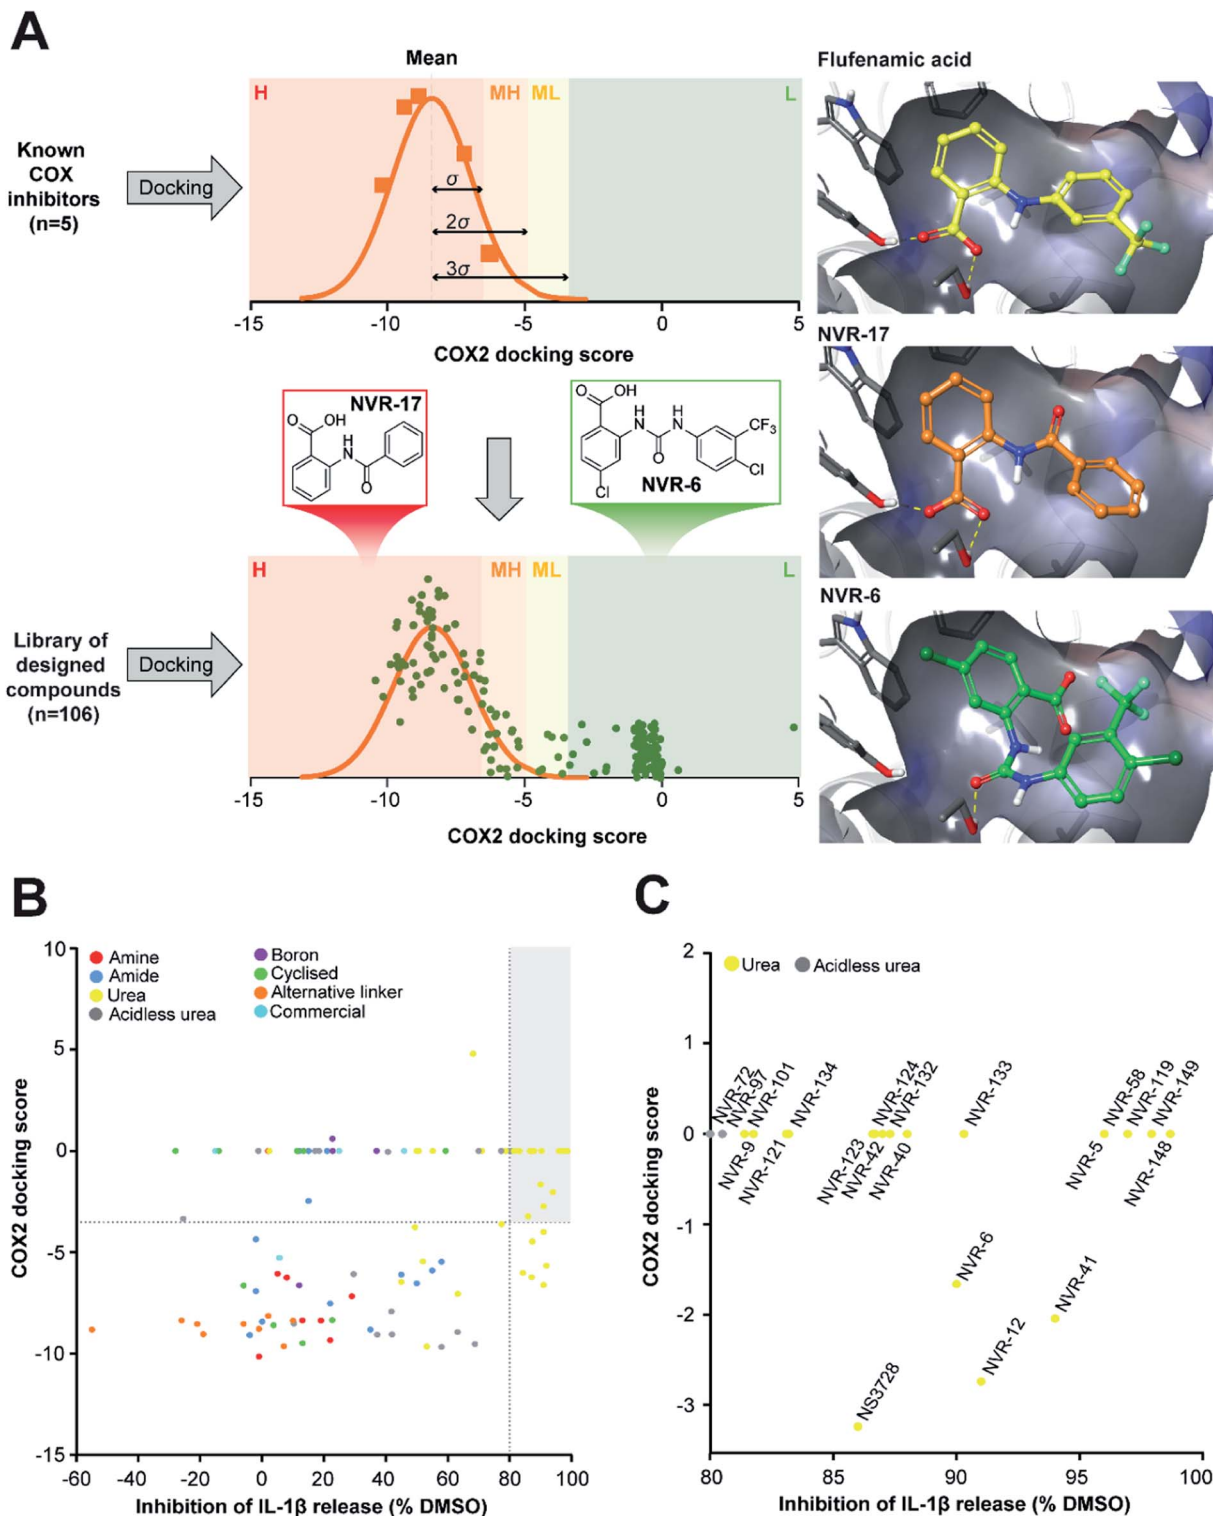 A
Mean
H
MH
ML
L
σ
2σ
3σ
Known
COX
inhibitors
(n=5)
Docking
-15
-10
-5
0
5
COX2 docking score
NVR-17
O
OH
H
N
O
O
OH
H
N
H
N
CF3
O
Cl
Cl
NVR-6
H
MH
ML
L
Library of
designed
compounds
(n=106)
Docking
-15
-10
-5
0
5
COX2 docking score
Flufenamic acid
NVR-17
NVR-6
B
Amine
Amide
Urea
Acidless urea
Boron
Cyclised
Alternative linker
Commercial
COX2 docking score
10
5
0
-5
-10
-15
-60
-40
-20
0
20
40
60
80
100
Inhibition of IL-1β release (% DMSO)
C
Urea
Acidless urea
COX2 docking score
2
1
0
-1
-2
-3
NVR-72
NVR-97
NVR-101
NVR-134
NVR-124
NVR-132
NVR-133
NVR-58
NVR-119
NVR-149
NVR-9
NVR-121
NVR-123
NVR-42
NVR-40
NVR-5
NVR-148
NVR-6
NVR-41
NVR-12
NS3728
80
85
90
95
100
Inhibition of IL-1β release (% DMSO)